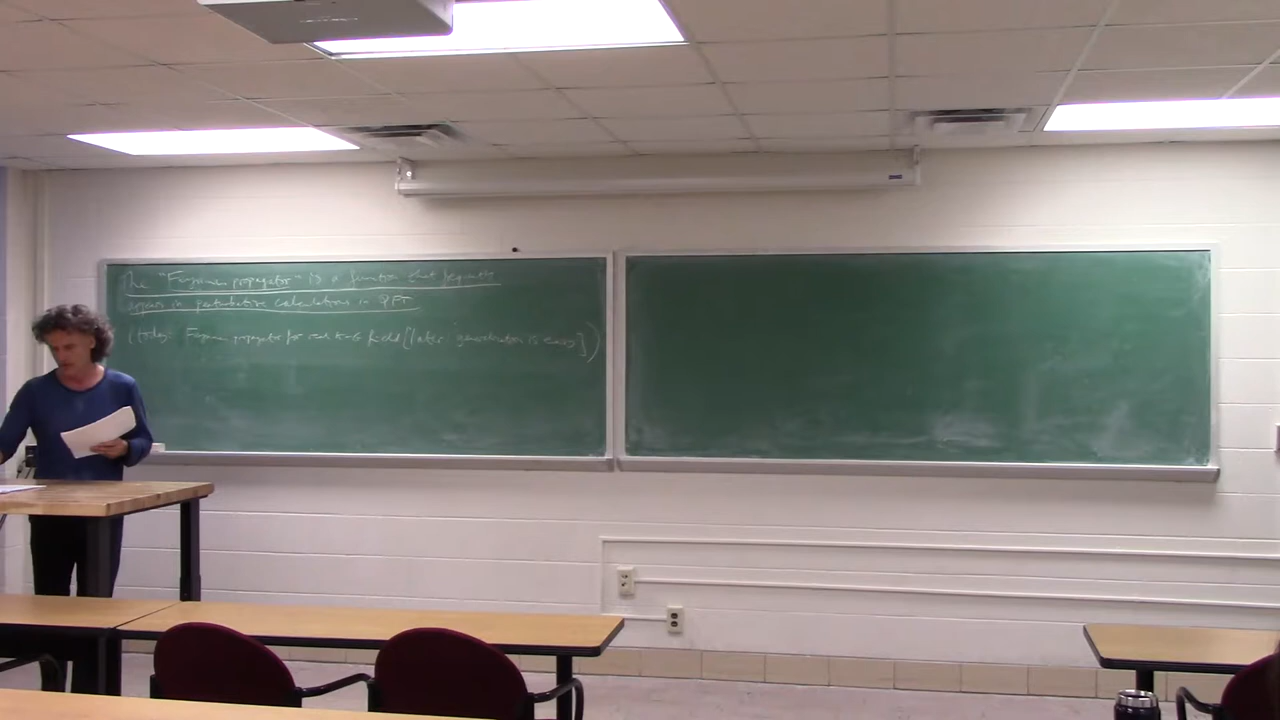 The "Feynman propagator" is a function that frequently
appears in perturbative calculations in QFT
(today: Feynman propagator for real K-G field [later: generalization is easy])